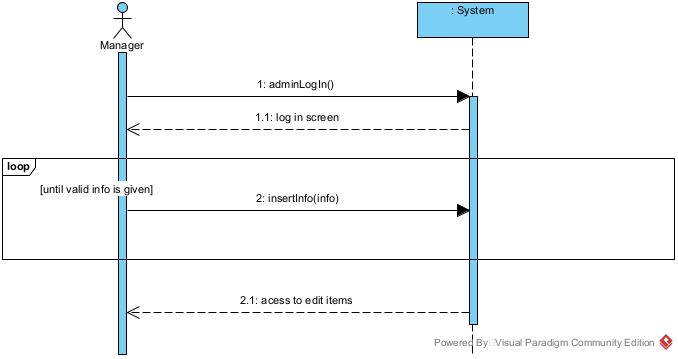 : System
Manager
1: adminLogIn()
1.1: log in screen
loop
[until valid info is given]
2: insertInfo(info)
2.1: acess to edit items
Powered By Visual Paradigm Community Edition